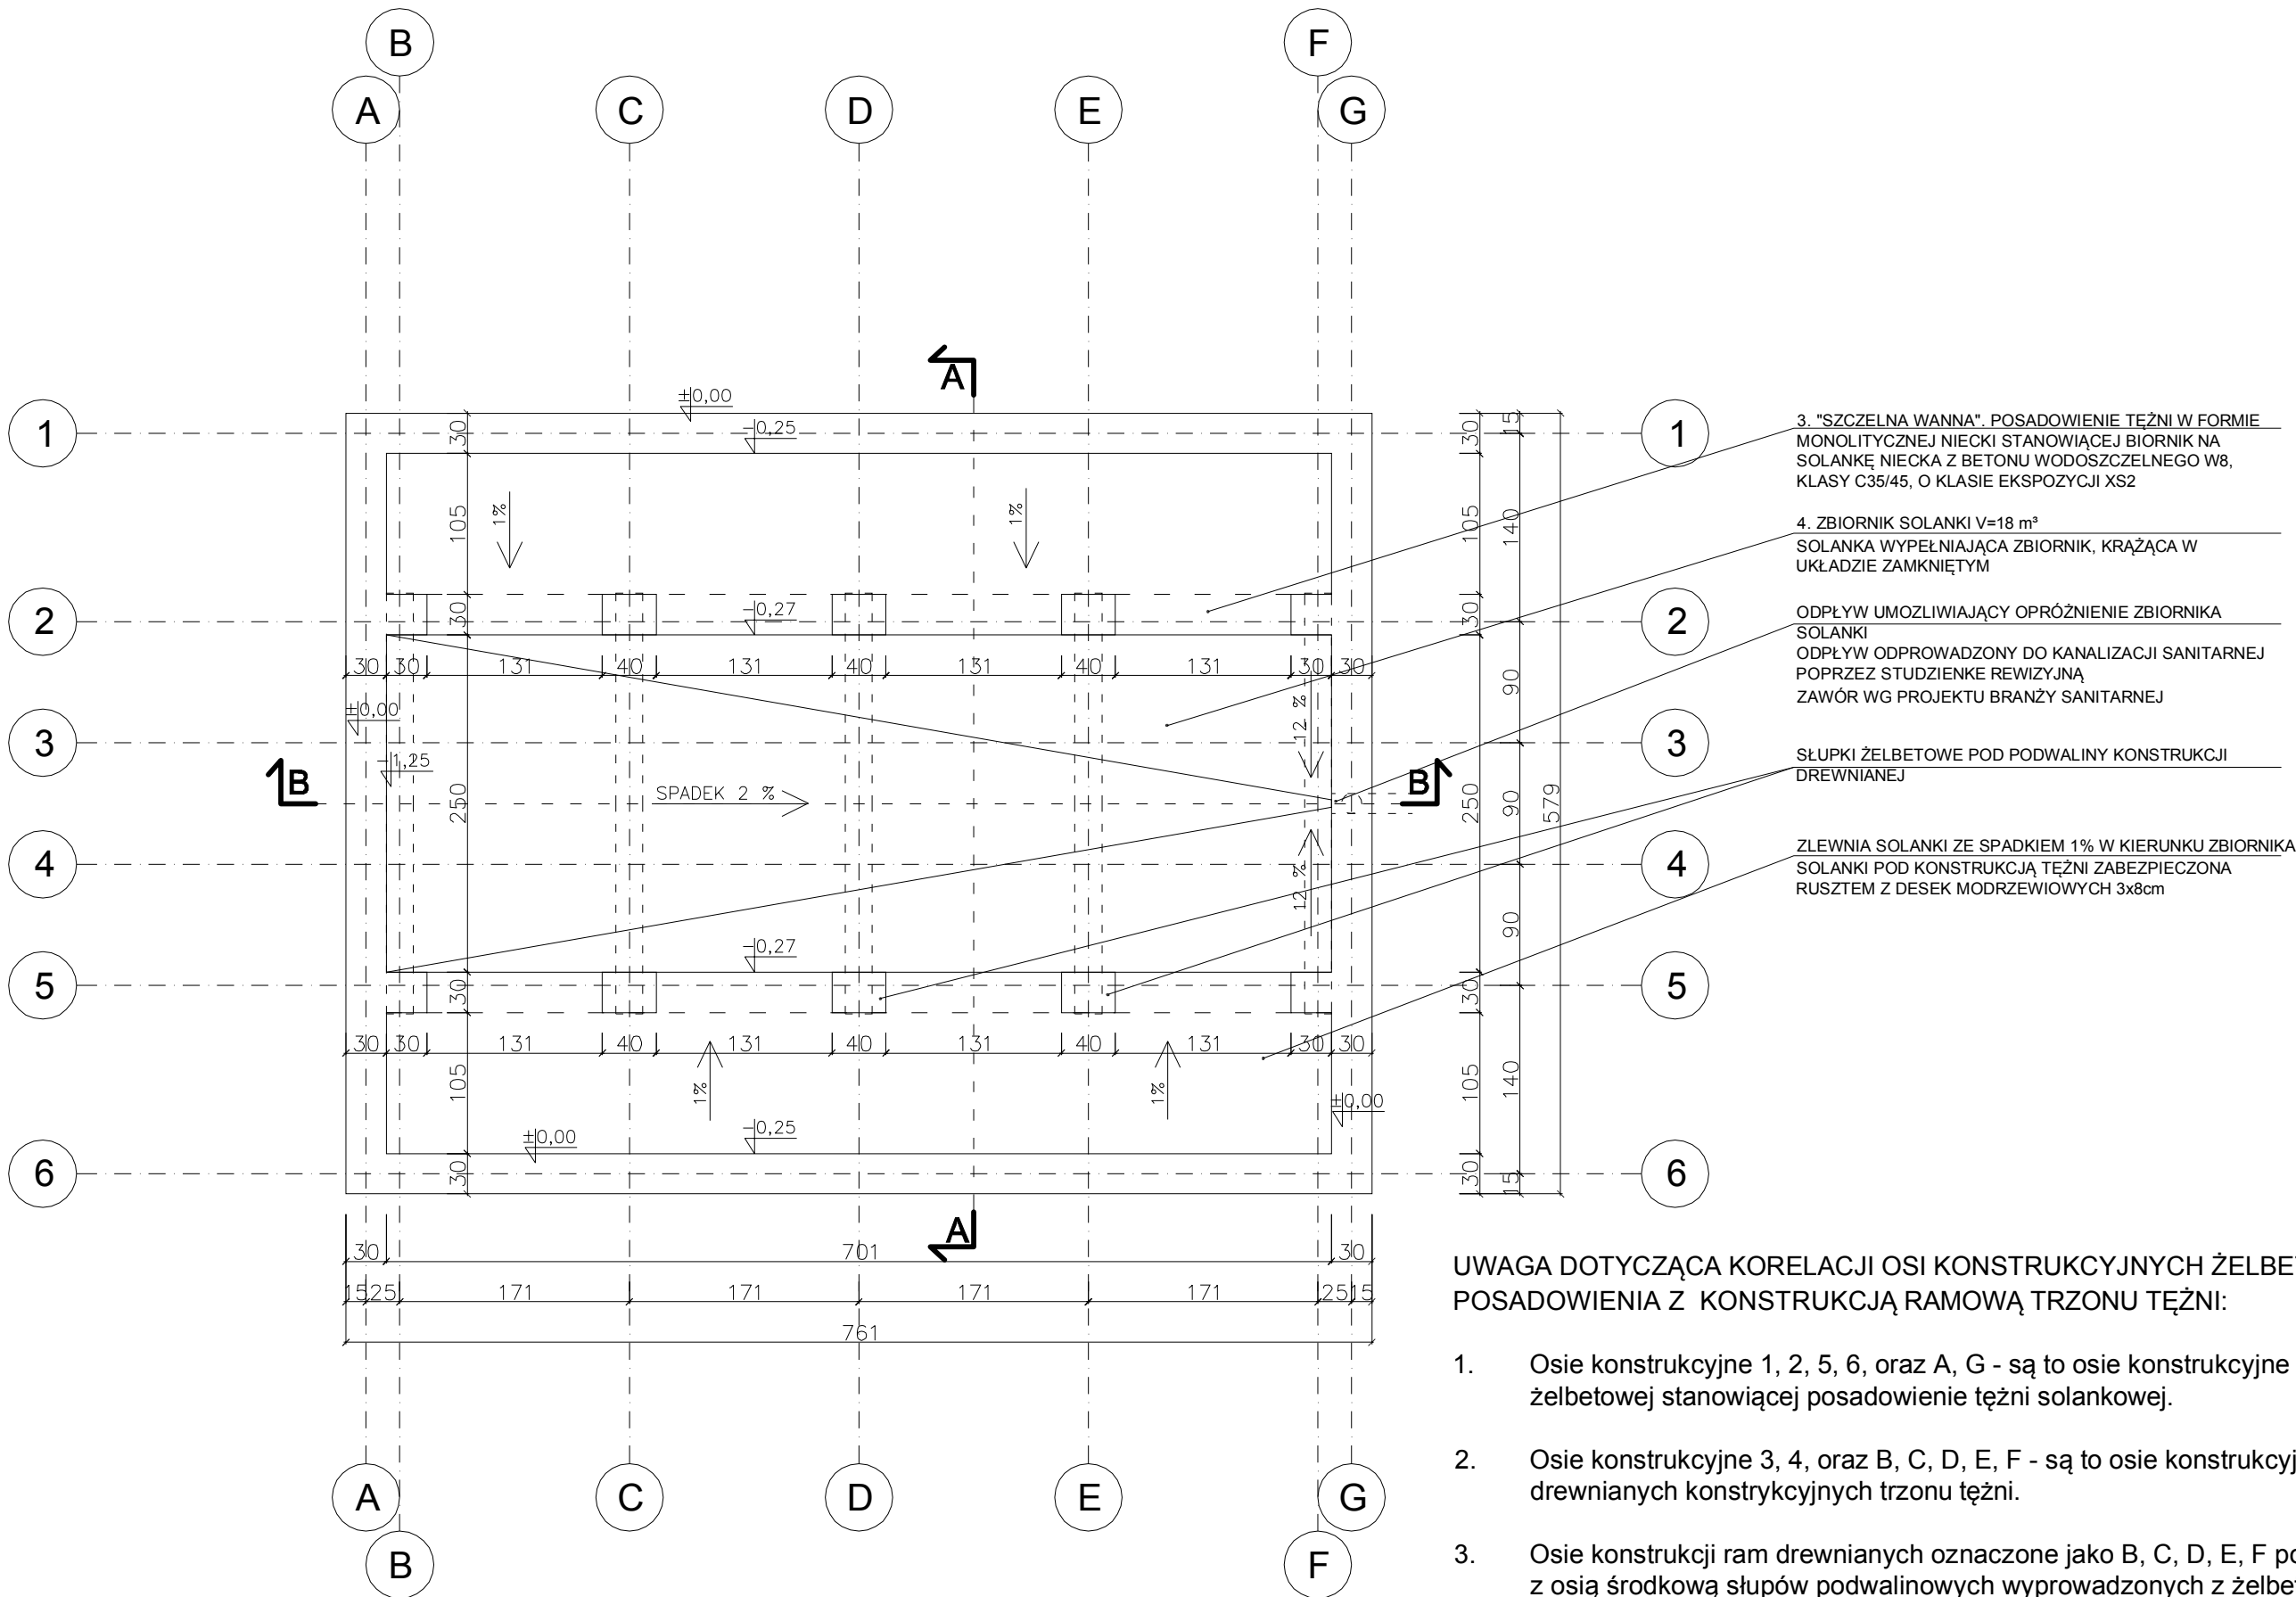 B
F
A
C
D
E
G
A
±0,00
1
-0,25
1
30
30
15
105
1%
1%
105
140
2
-0,27
2
30
30
30
30
131
40
131
40
131
40
131
30
30
90
±0,00
12 %
3
3
-1,25
B
SPADEK 2 %
B
250
250
90
579
4
4
12 %
90
-0,27
5
5
30
30
30
30
131
40
131
40
131
40
131
30
30
105
1%
1%
105
140
±0,00
±0,00
-0,25
6
6
30
30
15
A
30
701
30
15
25
171
171
171
171
25
15
761
A
C
D
E
G
B
F
3. "SZCZELNA WANNA". POSADOWIENIE TĘŻNI W FORMIE
MONOLITYCZNEJ NIECKI STANOWIĄCEJ BIORNIK NA
SOLANKĘ NIECKA Z BETONU WODOSZCZELNEGO W8,
KLASY C35/45, O KLASIE EKSPOZYCJI XS2
4. ZBIORNIK SOLANKI V=18 m³
SOLANKA WYPEŁNIAJĄCA ZBIORNIK, KRĄŻĄCA W
UKŁADZIE ZAMKNIĘTYM
ODPŁYW UMOZLIWIAJĄCY OPRÓŻNIENIE ZBIORNIKA
SOLANKI
ODPŁYW ODPROWADZONY DO KANALIZACJI SANITARNEJ
POPRZEZ STUDZIENKE REWIZYJNĄ
ZAWÓR WG PROJEKTU BRANŻY SANITARNEJ
SŁUPKI ŻELBETOWE POD PODWALINY KONSTRUKCJI
DREWNIANEJ
ZLEWNIA SOLANKI ZE SPADKIEM 1% W KIERUNKU ZBIORNIKA
SOLANKI POD KONSTRUKCJĄ TĘŻNI ZABEZPIECZONA
RUSZTEM Z DESEK MODRZEWIOWYCH 3x8cm
UWAGA DOTYCZĄCA KORELACJI OSI KONSTRUKCYJNYCH ŻELBE
POSADOWIENIA Z KONSTRUKCJĄ RAMOWĄ TRZONU TĘŻNI:
1. Osie konstrukcyjne 1, 2, 5, 6, oraz A, G - są to osie konstrukcyjne
żelbetowej stanowiącej posadowienie tężni solankowej.
2. Osie konstrukcyjne 3, 4, oraz B, C, D, E, F - są to osie konstrukcyj
drewnianych konstrykcyjnych trzonu tężni.
3. Osie konstrukcji ram drewnianych oznaczone jako B, C, D, E, F po
z osią środkową słupów podwalinowych wyprowadzonych z żelbe